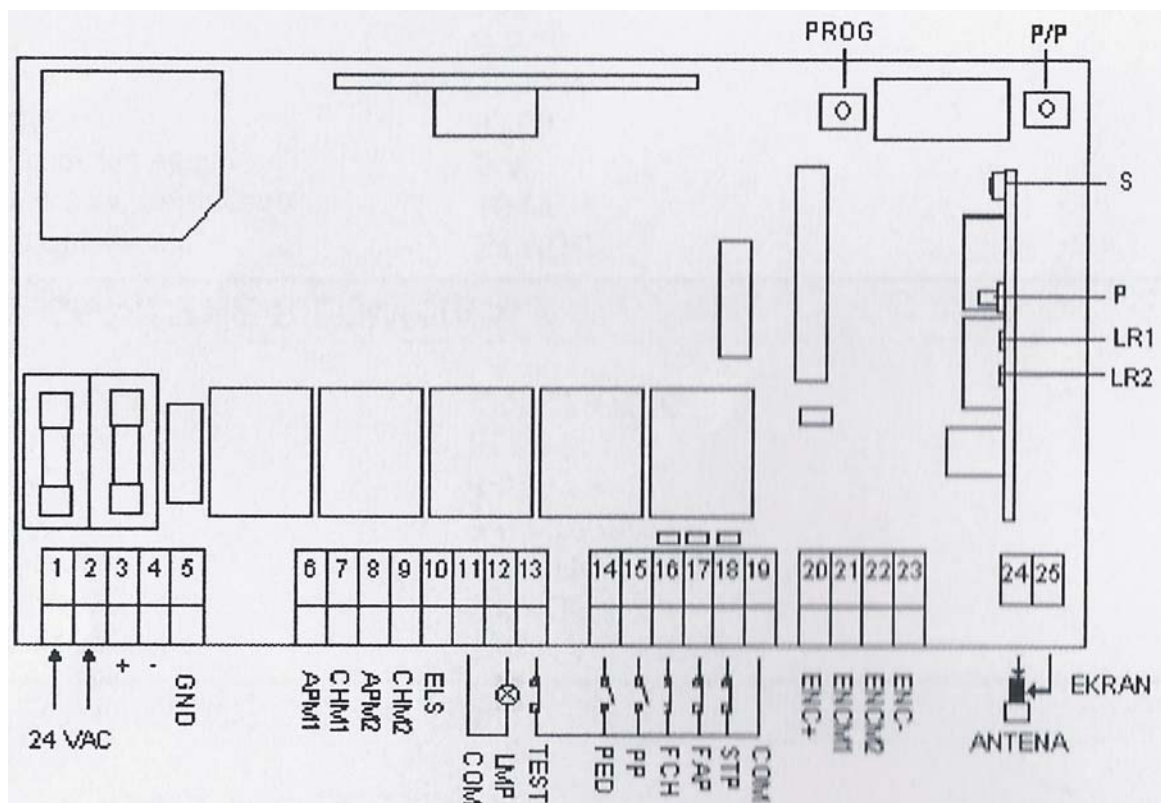 PROG P/P
S
P
LR1
LR2
1 2 3 4 5 6 7 8 9 10 11 12 13 14 15 16 17 18 19 20 21 22 23 24 25
+ -
24 VAC
GND
APM1
CHM1
APM2
CHM2
ELS
COM
LMP
TEST
PED
PP
FCH
FAP
STP
COM
ENC+
ENCM1
ENCM2
ENC-
EKRAN
ANTENA